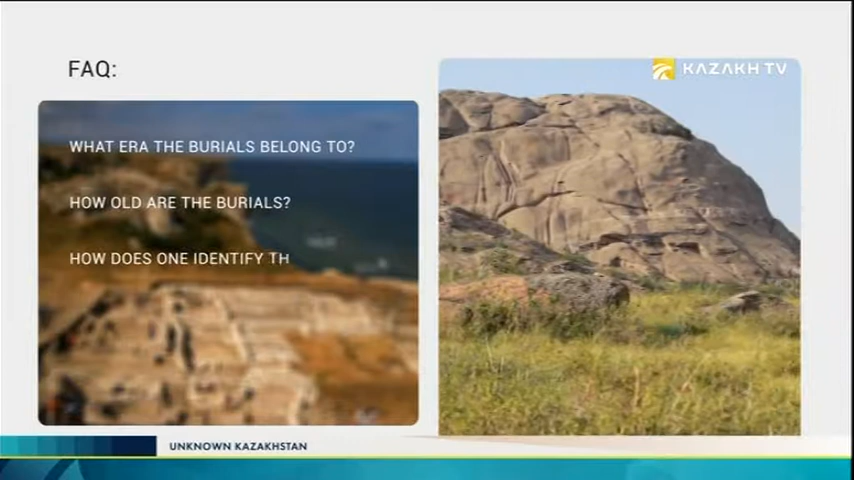 FAQ:
KAZAKH TV
WHAT ERA THE BURIALS BELONG TO?
HOW OLD ARE THE BURIALS?
HOW DOES ONE IDENTIFY TH
UNKNOWN KAZAKHSTAN